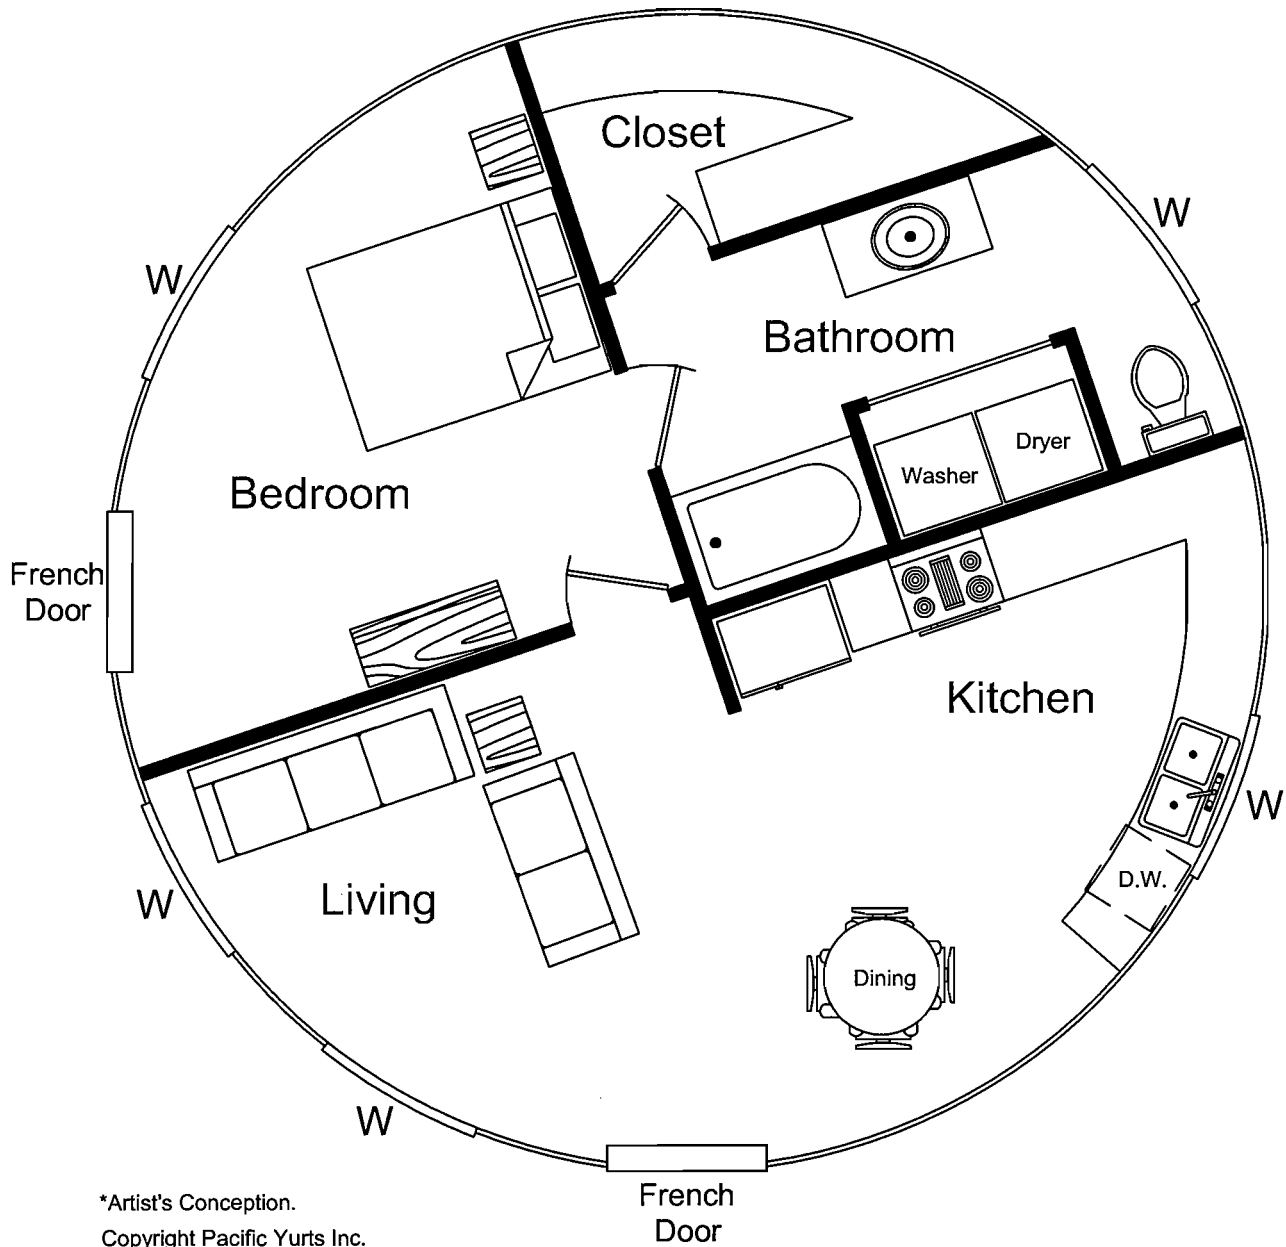 Closet
W
W
Bathroom
Dryer
Washer
Bedroom
French
Door
Kitchen
W
D.W.
Living
W
Dining
W
French
Door
*Artist's Conception.
Copyright Pacific Yurts Inc.